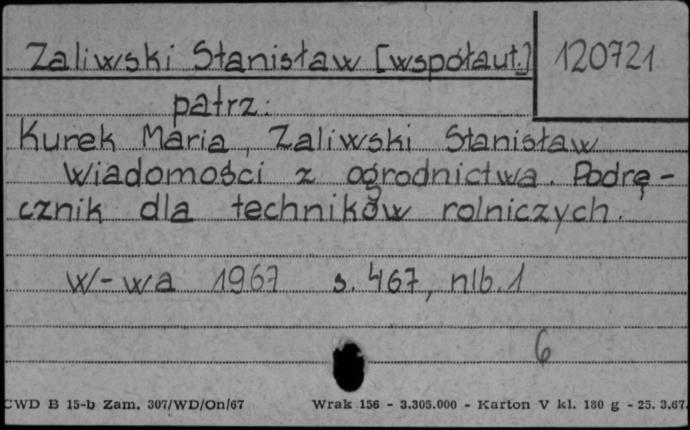 Zaliwski Stanisław [współaut.] 120721
patrz:
Kurek Maria, Zaliwski Stanisław
Wiadomości z ogrodnictwa. Podrę-
cznik dla techników rolniczych.
W-wa 1967 s. 467, nlb. 1
6
CWD B 15-b Zam. 307/WD/On/67 Wrak 156 - 3.305.000 - Karton V kl. 180 g - 25. 3.67.